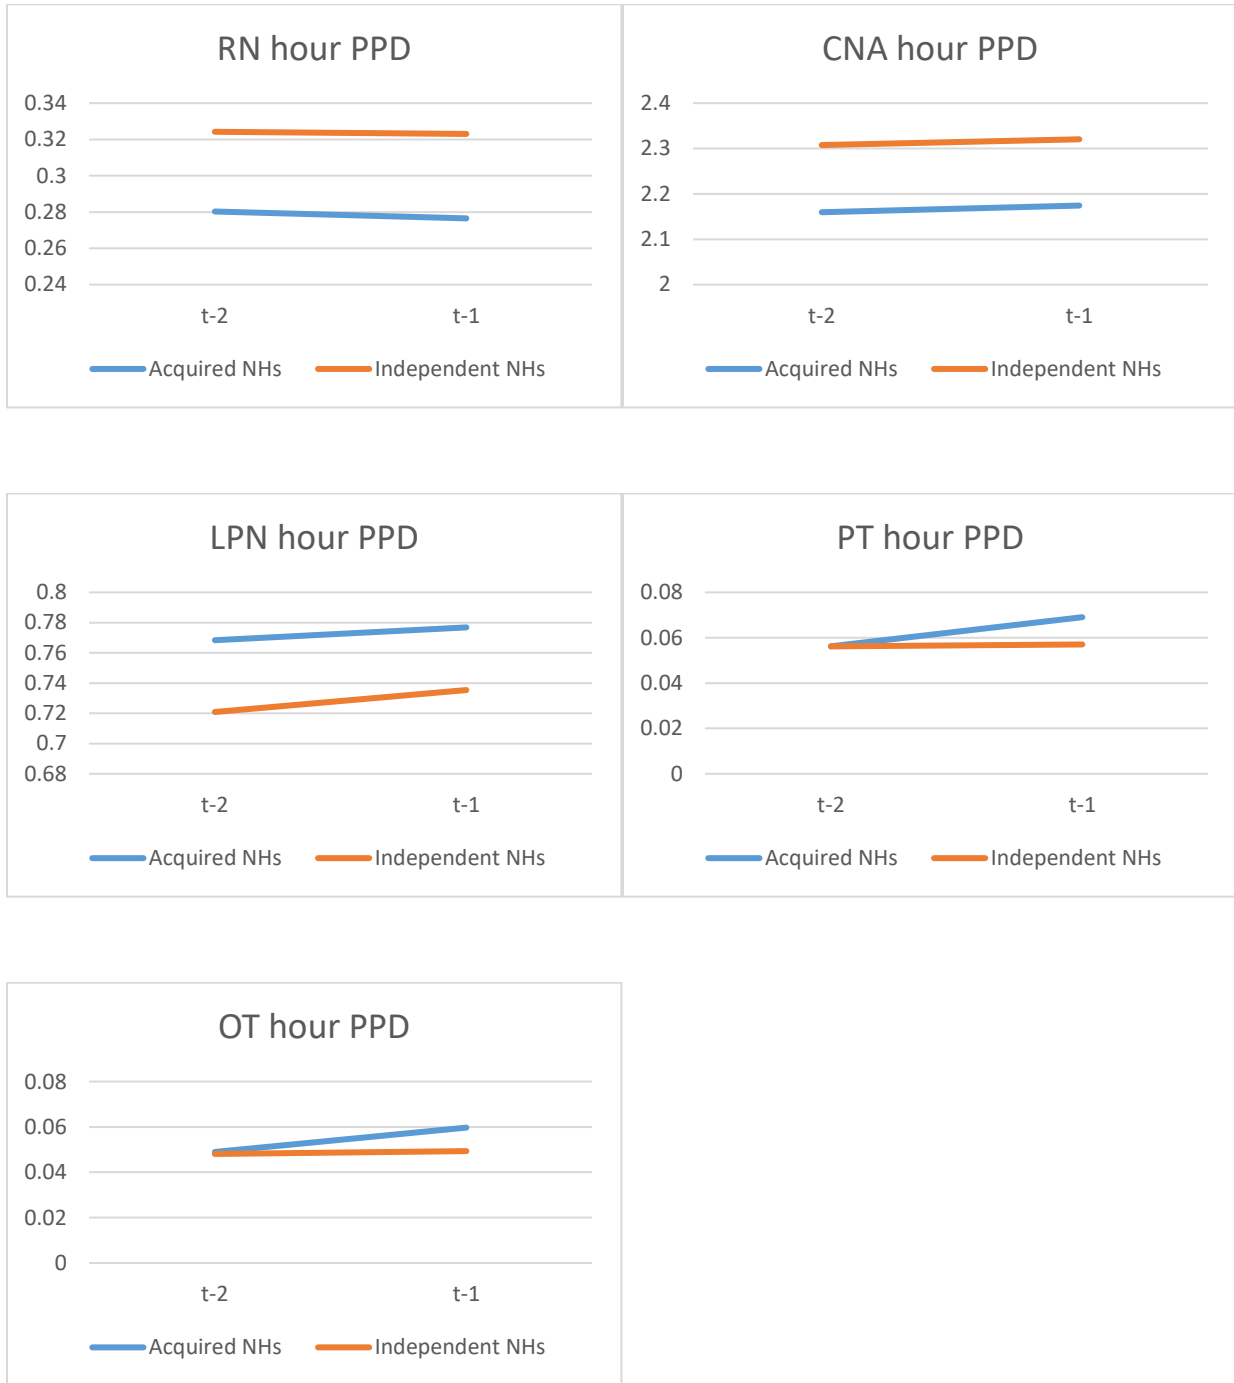 RN hour PPD
0.34
0.32
0.3
0.28
0.26
0.24
t-2 t-1
Acquired NHs Independent NHs
CNA hour PPD
2.4
2.3
2.2
2.1
2
t-2 t-1
Acquired NHs Independent NHs
LPN hour PPD
0.8
0.78
0.76
0.74
0.72
0.7
0.68
t-2 t-1
Acquired NHs Independent NHs
PT hour PPD
0.08
0.06
0.04
0.02
0
t-2 t-1
Acquired NHs Independent NHs
OT hour PPD
0.08
0.06
0.04
0.02
0
t-2 t-1
Acquired NHs Independent NHs